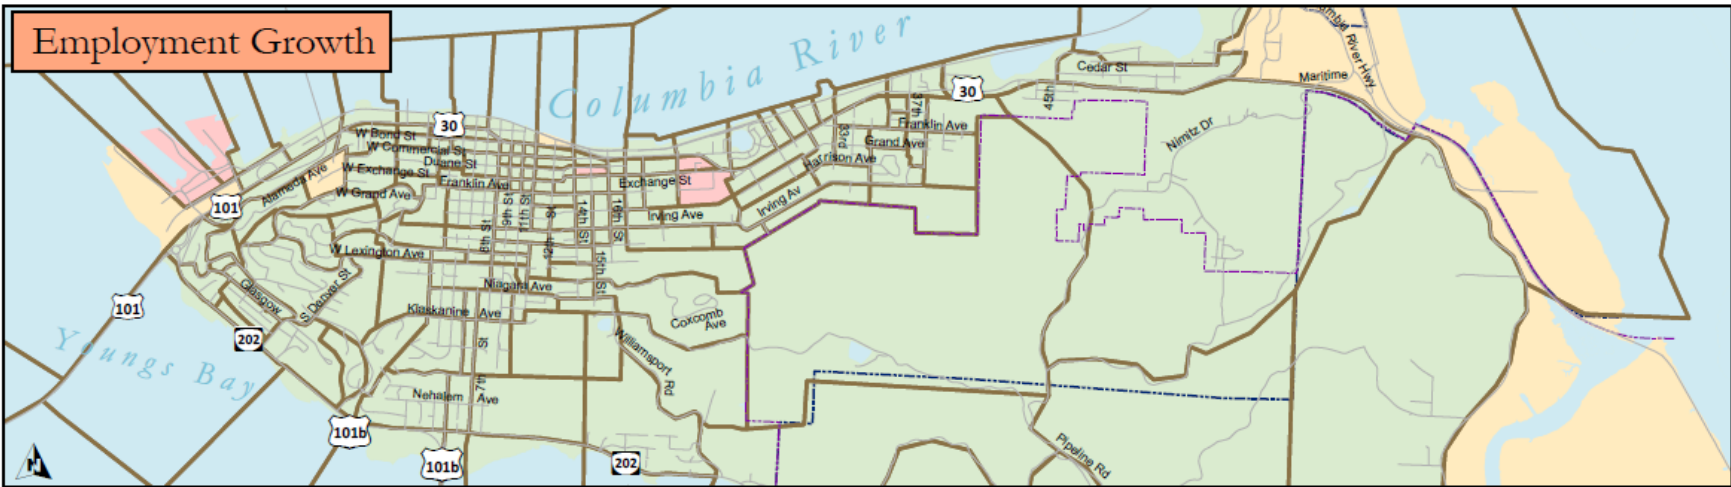 Employment Growth
Columbia River
River Hwy
Maritime
Cedar St
30
45th
37th
Franklin Ave
33rd
Grand Ave
Harrison Ave
Nimitz Dr
30
W Bond St
W Commercial St
Duane St
W Exchange St
Franklin Ave
Exchange St
Alameda Ave
W Grand Ave
101
Irving Av
Irving Ave
8th St
9th St
11th St
12th St
14th St
16th St
15th St
W Lexington Ave
Niagara Ave
Glasgow
S Denver St
Klaskanine Ave
Coxcomb Ave
101
202
Youngs Bay
Williamsport Rd
7th St
Nehalem Ave
101b
101b
202
Pipeline Rd
N